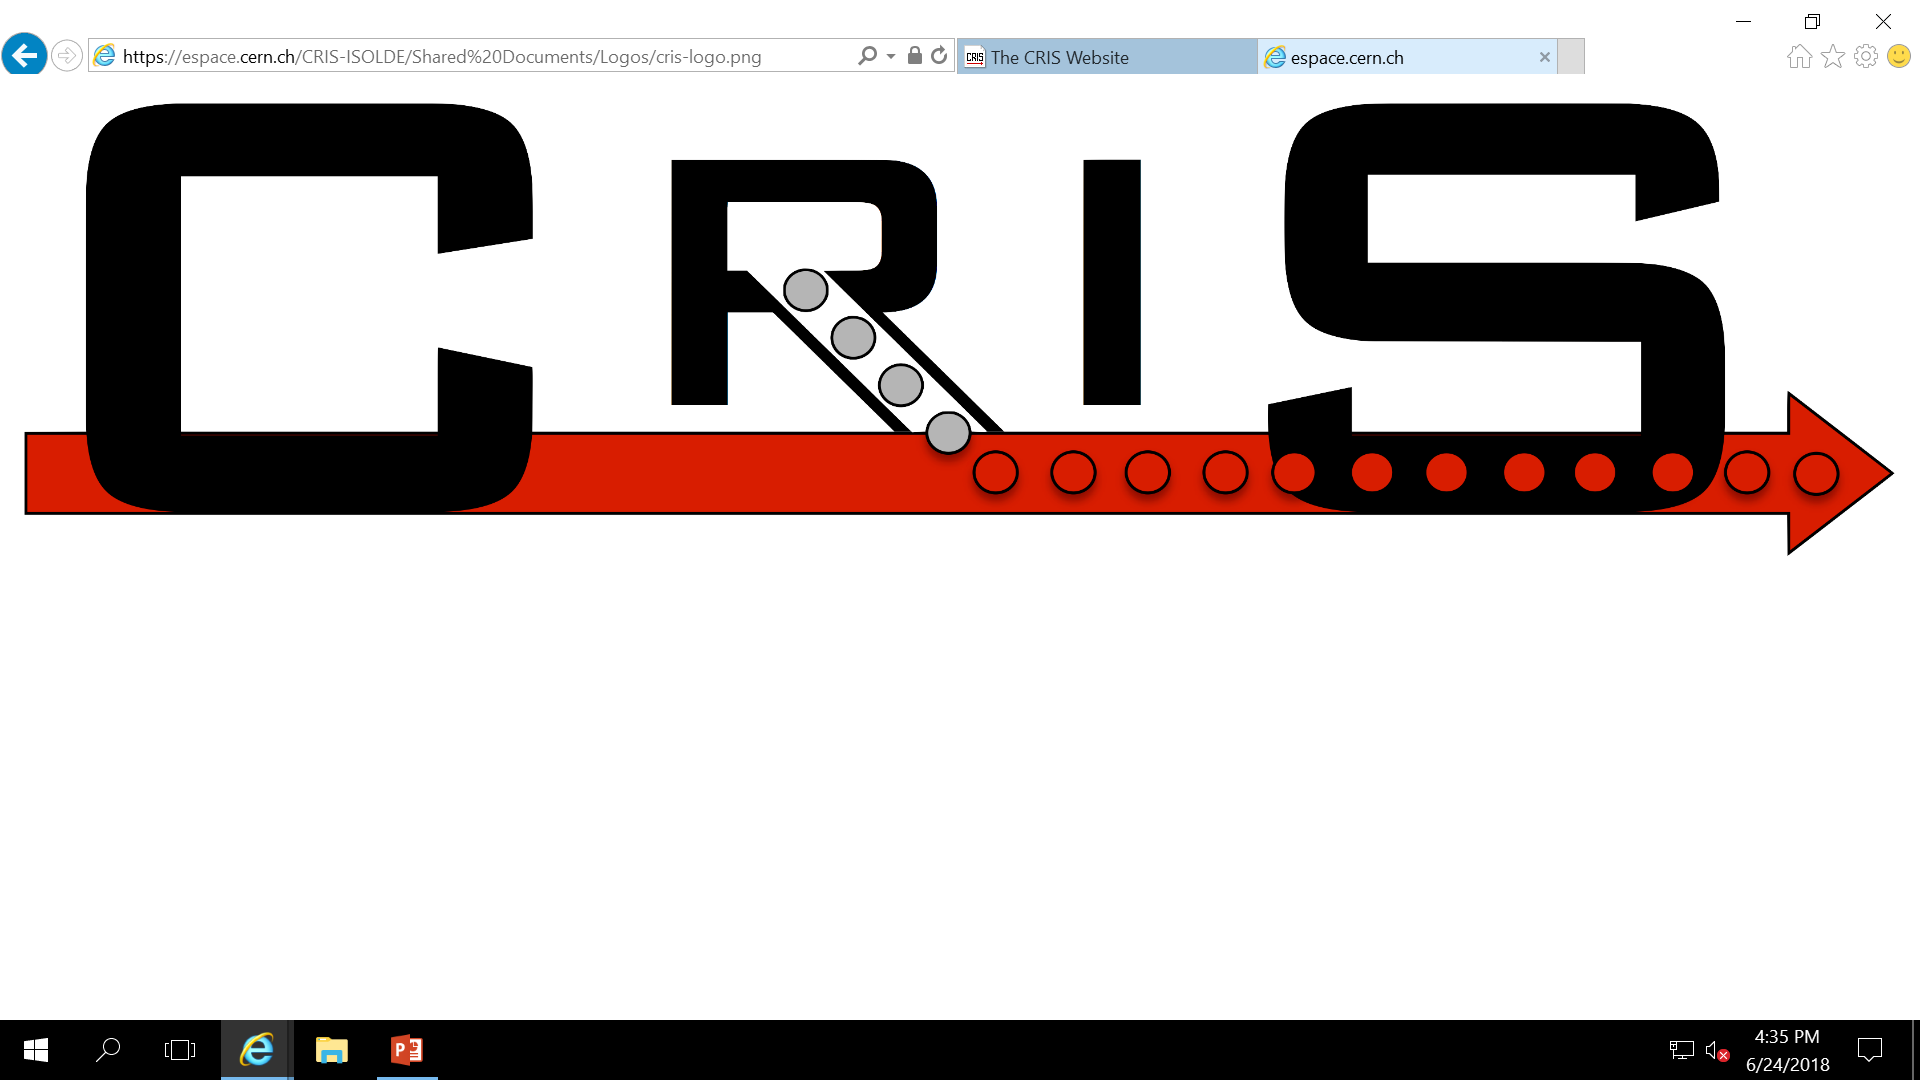 https://espace.cern.ch/CRIS-ISOLDE/Shared%20Documents/Logos/cris-logo.png
CRIS The CRIS Website
espace.cern.ch
CRIS
4:35 PM
6/24/2018